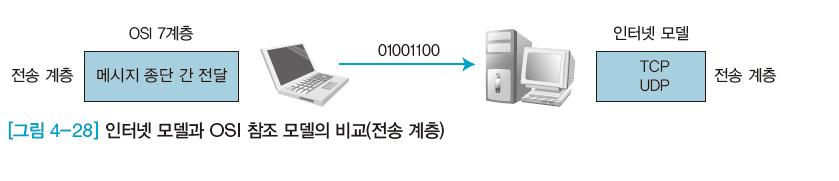 OSI 7계층
전송 계층
메시지 종단 간 전달
01001100
인터넷 모델
TCP
UDP
전송 계층
[그림 4-28] 인터넷 모델과 OSI 참조 모델의 비교(전송 계층)